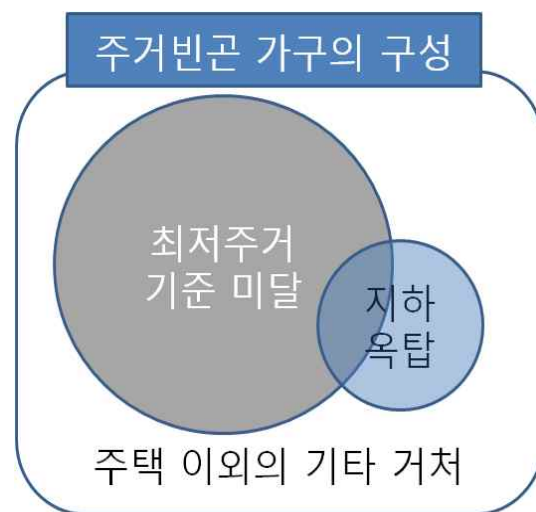 주거빈곤 가구의 구성
최저주거
기준 미달
지하
옥탑
주택 이외의 기타 거처